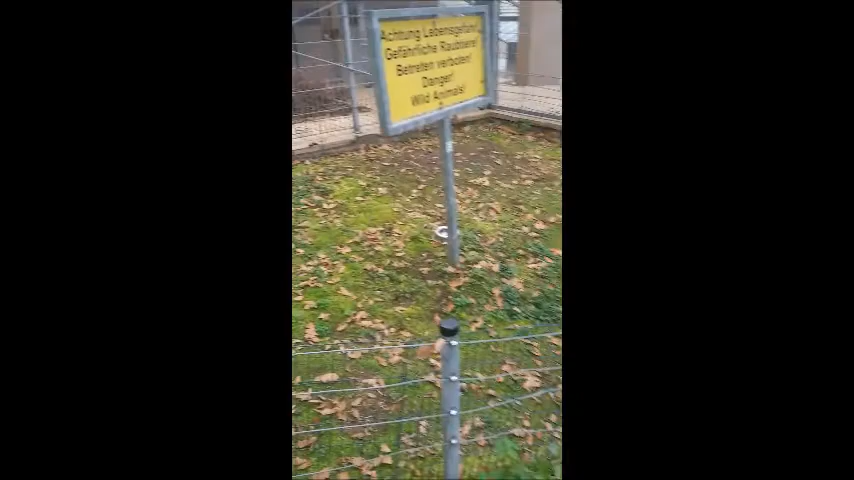 Achtung Lebensgefahr!
Gefährliche Raubtiere!
Betreten verboten!
Danger!
Wild Animals!